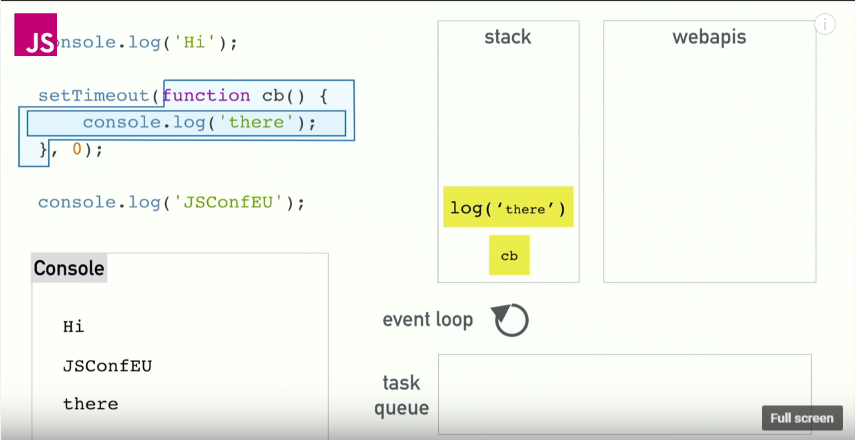 JS
console.log('Hi');
setTimeout(function cb() {
console.log('there');
}, 0);
console.log('JSConfEU');
Console
Hi
JSConfEU
there
stack
log('there')
cb
webapis
i
event loop
task
queue
Full screen